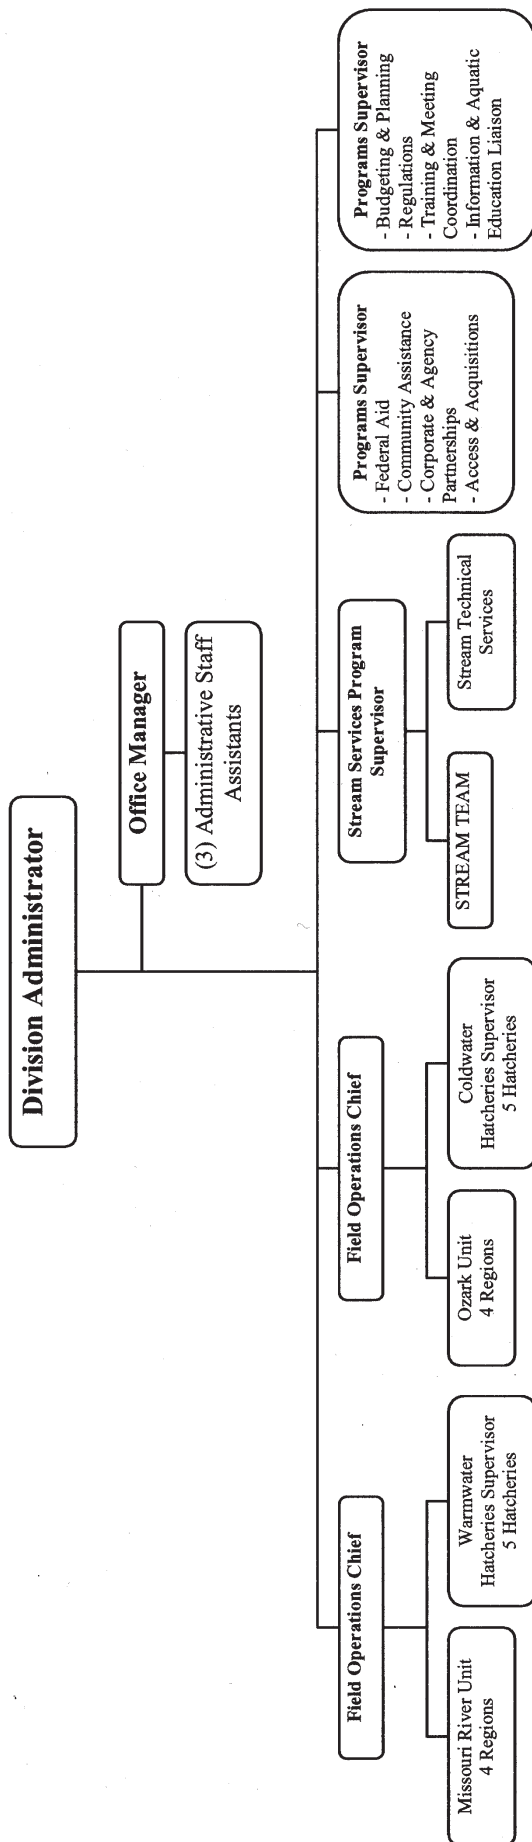 Division Administrator
Office Manager
(3) Administrative Staff
Assistants
Field Operations Chief
Missouri River Unit
4 Regions
Warmwater
Hatcheries Supervisor
5 Hatcheries
Field Operations Chief
Ozark Unit
4 Regions
Coldwater
Hatcheries Supervisor
5 Hatcheries
Stream Services Program
Supervisor
STREAM TEAM
Stream Technical
Services
Programs Supervisor
- Federal Aid
- Community Assistance
- Corporate & Agency
Partnerships
- Access & Acquisitions
Programs Supervisor
- Budgeting & Planning
- Regulations
- Training & Meeting
Coordination
- Information & Aquatic
Education Liaison